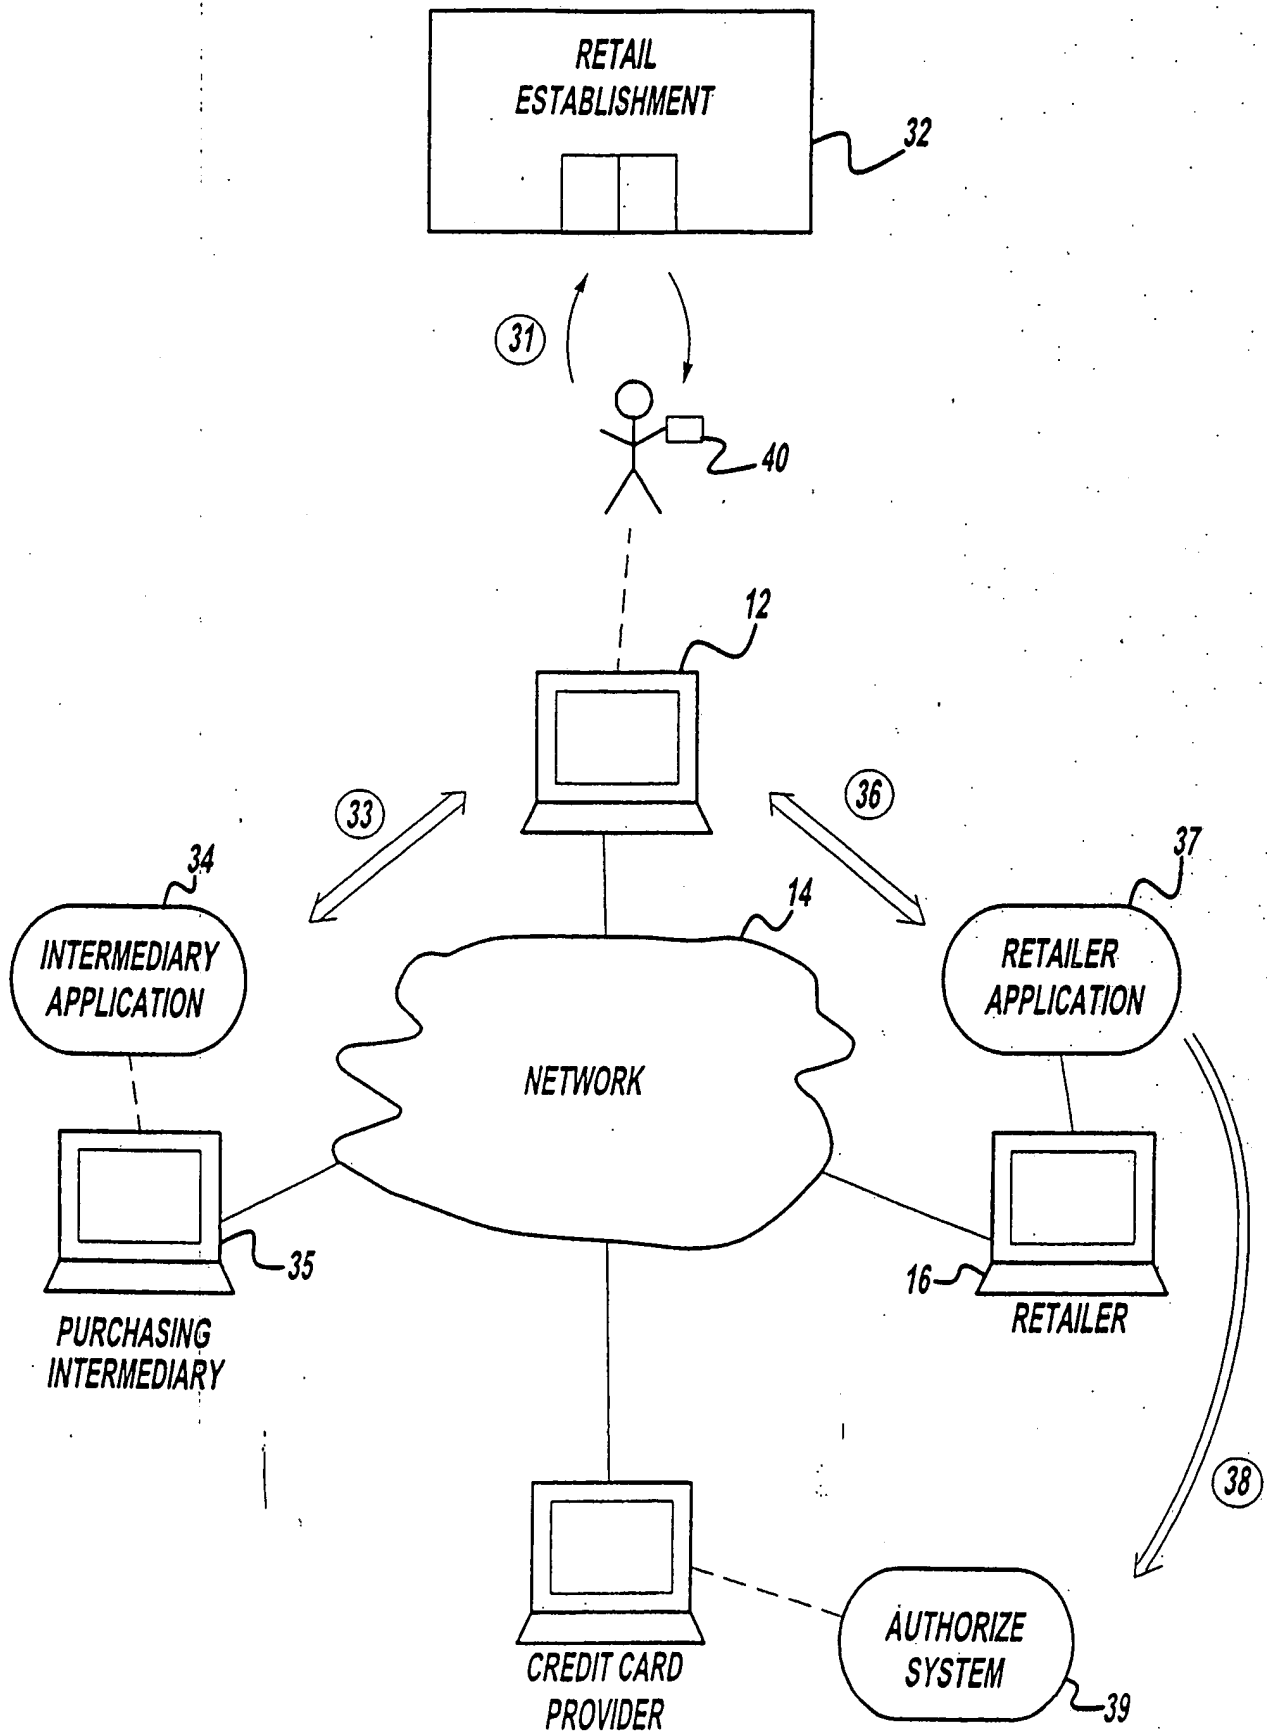 RETAIL
ESTABLISHMENT
32
31
40
12
33
36
34
37
14
INTERMEDIARY
APPLICATION
RETAILER
APPLICATION
NETWORK
35
16
PURCHASING
INTERMEDIARY
RETAILER
38
AUTHORIZE
SYSTEM
39
CREDIT CARD
PROVIDER